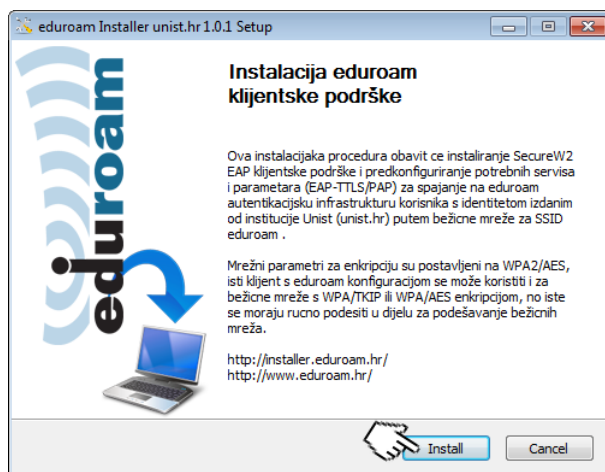 eduroam Installer unist.hr 1.0.1 Setup
eduroam
Instalacija eduroam
klijentske podrške
Ova instalacijaka procedura obavit ce instaliranje SecureW2
EAP klijentske podrške i predkonfiguriranje potrebnih servisa
i parametara (EAP-TTLS/PAP) za spajanje na eduroam
autentikacijsku infrastrukturu korisnika s identitetom izdanim
od institucije Unist (unist.hr) putem bežicne mreže za SSID
eduroam .
Mrežni parametri za enkripciju su postavljeni na WPA2/AES,
isti klijent s eduroam konfiguracijom se može koristiti i za
bežicne mreže s WPA/TKIP ili WPA/AES enkripcijom, no iste
se moraju rucno podesiti u dijelu za podešavanje bežicnih
mreža.
http://installer.eduroam.hr/
http://www.eduroam.hr/
Install
Cancel